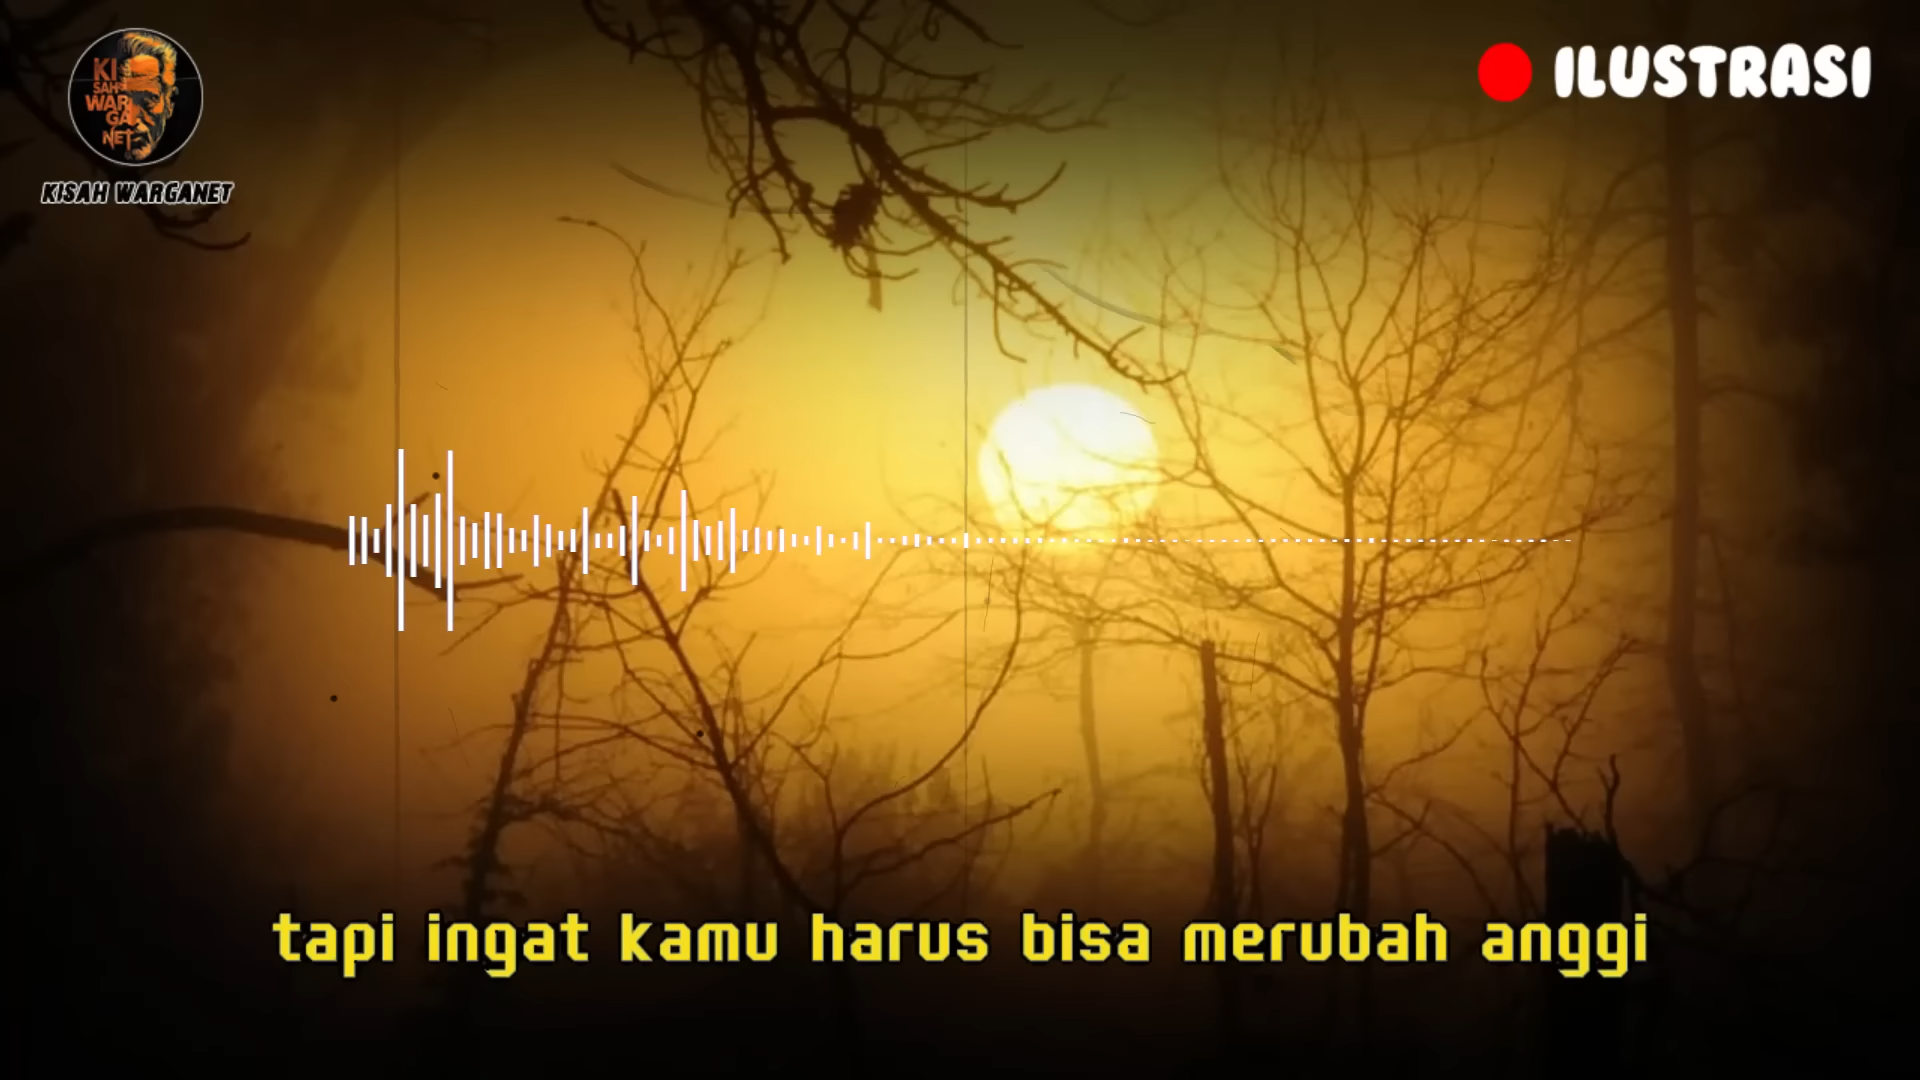 KI
SAH
WAR
GA
NET
KISAH WARGANET
ILUSTRASI
tapi ingat kamu harus bisa merubah anggi